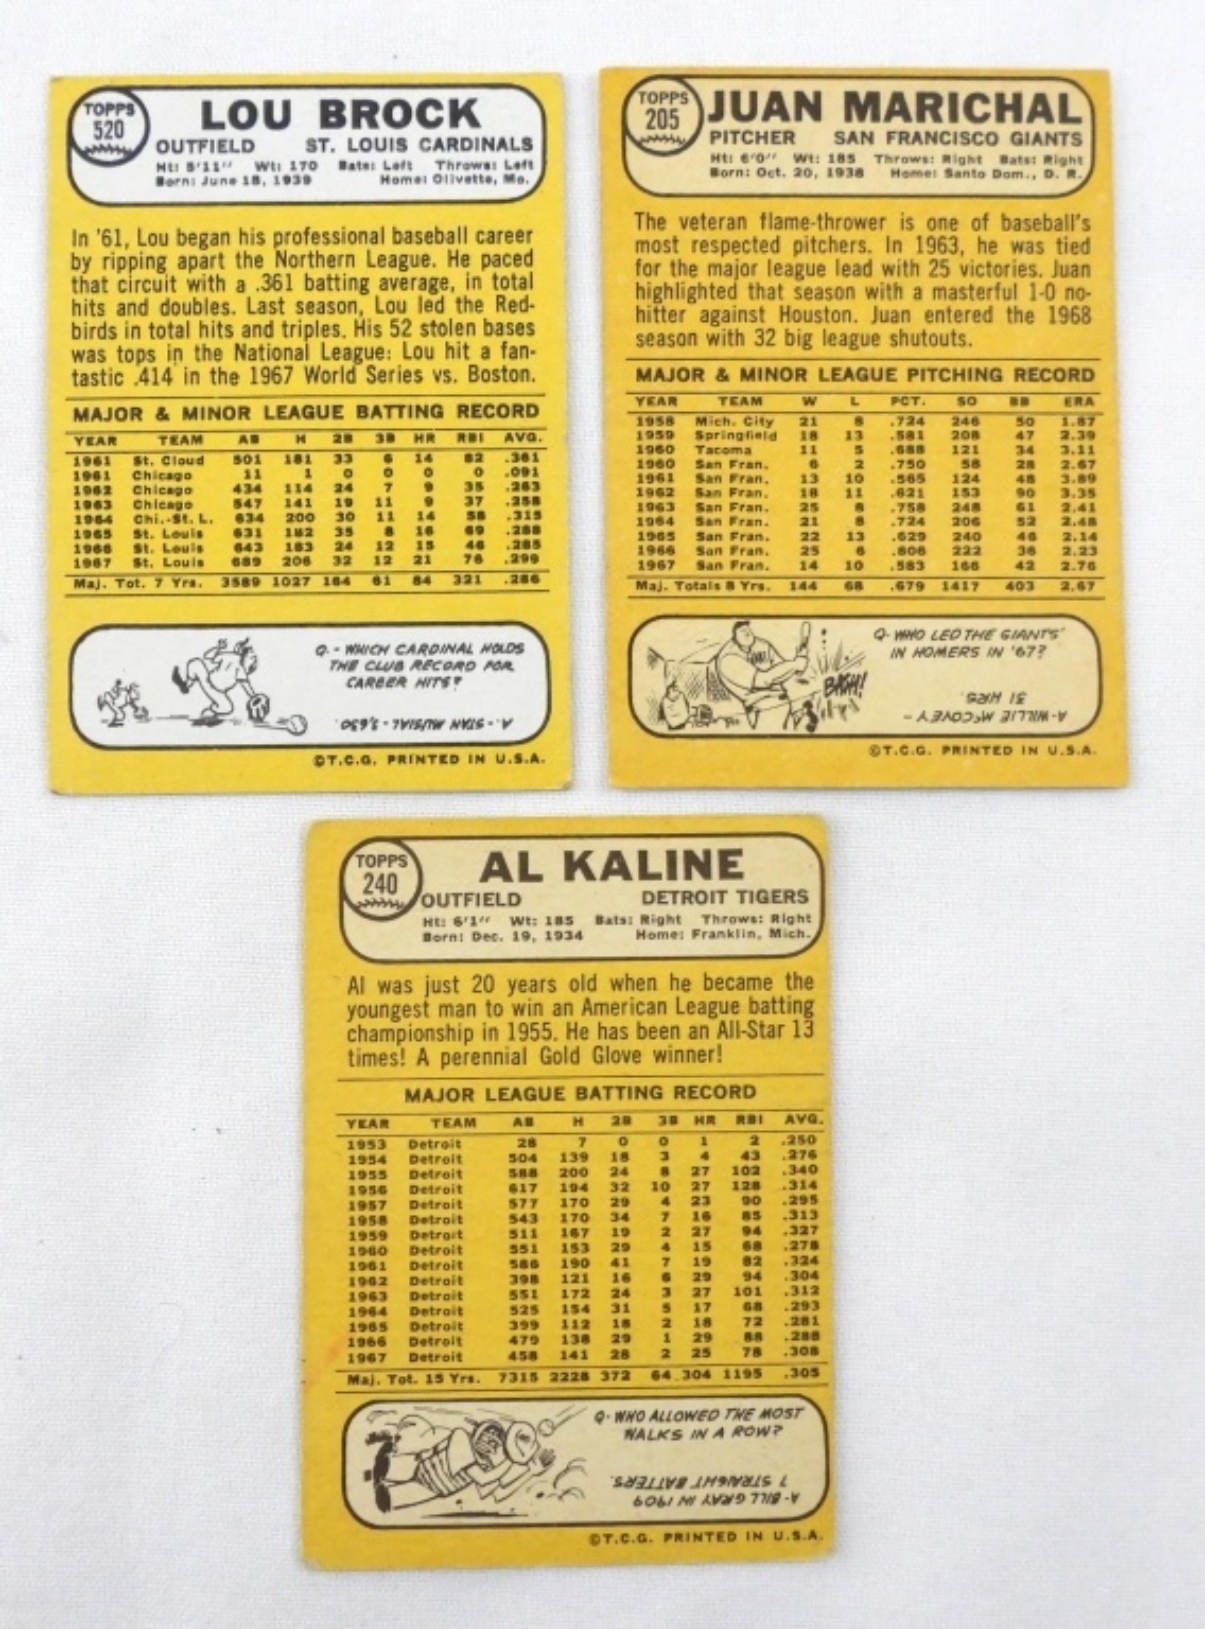 TOPPS
520
LOU BROCK
OUTFIELD ST. LOUIS CARDINALS
Ht: 5'11" Wt: 170 Bats: Left Throws: Left
Born: June 18, 1939 Home: Olivette, Mo.
In '61, Lou began his professional baseball career
by ripping apart the Northern League. He paced
that circuit with a .361 batting average, in total
hits and doubles. Last season, Lou led the Red-
birds in total hits and triples. His 52 stolen bases
was tops in the National League: Lou hit a fan-
tastic .414 in the 1967 World Series vs. Boston.
MAJOR & MINOR LEAGUE BATTING RECORD
YEAR TEAM AB H 2B 3B HR RBI AVG.
1961 St. Cloud 501 181 33 6 14 82 .361
1961 Chicago 11 1 0 0 0 0 .091
1962 Chicago 434 114 24 7 9 35 .263
1963 Chicago 547 141 19 11 9 37 .258
1964 Chi.-St. L. 634 200 30 11 14 58 .315
1965 St. Louis 631 182 35 8 16 69 .288
1966 St. Louis 643 183 24 12 15 46 .285
1967 St. Louis 689 206 32 12 21 76 .299
Maj. Tot. 7 Yrs. 3589 1027 164 61 84 321 .286
Q.- WHICH CARDINAL HOLDS
THE CLUB RECORD FOR
CAREER HITS?
A.- STAN MUSIAL - 3,630.
©T.C.G. PRINTED IN U.S.A.
TOPPS
205
JUAN MARICHAL
PITCHER SAN FRANCISCO GIANTS
Ht: 6'0" Wt: 185 Throws: Right Bats: Right
Born: Oct. 20, 1938 Home: Santo Dom., D. R.
The veteran flame-thrower is one of baseball's
most respected pitchers. In 1963, he was tied
for the major league lead with 25 victories. Juan
highlighted that season with a masterful 1-0 no-
hitter against Houston. Juan entered the 1968
season with 32 big league shutouts.
MAJOR & MINOR LEAGUE PITCHING RECORD
YEAR TEAM W L PCT. SO BB ERA
1958 Mich. City 21 8 .724 246 50 1.87
1959 Springfield 18 13 .581 208 47 2.39
1960 Tacoma 11 5 .688 121 34 3.11
1960 San Fran. 6 2 .750 58 28 2.67
1961 San Fran. 13 10 .565 124 48 3.89
1962 San Fran. 18 11 .621 153 90 3.35
1963 San Fran. 25 8 .758 248 61 2.41
1964 San Fran. 21 8 .724 206 52 2.48
1965 San Fran. 22 13 .629 240 46 2.14
1966 San Fran. 25 6 .806 222 36 2.23
1967 San Fran. 14 10 .583 166 42 2.76
Maj. Totals 8 Yrs. 144 68 .679 1417 403 2.67
Q- WHO LED THE GIANTS'
IN HOMERS IN '67?
BASH!
A-WILLIE McCOVEY -
31 HRS.
©T.C.G. PRINTED IN U.S.A.
TOPPS
240
AL KALINE
OUTFIELD DETROIT TIGERS
Ht: 6'1" Wt: 185 Bats: Right Throws: Right
Born: Dec. 19, 1934 Home: Franklin, Mich.
Al was just 20 years old when he became the
youngest man to win an American League batting
championship in 1955. He has been an All-Star 13
times! A perennial Gold Glove winner!
MAJOR LEAGUE BATTING RECORD
YEAR TEAM AB H 2B 3B HR RBI AVG.
1953 Detroit 28 7 0 0 1 2 .250
1954 Detroit 504 139 18 3 4 43 .276
1955 Detroit 588 200 24 8 27 102 .340
1956 Detroit 617 194 32 10 27 128 .314
1957 Detroit 577 170 29 4 23 90 .295
1958 Detroit 543 170 34 7 16 85 .313
1959 Detroit 511 167 19 2 27 94 .327
1960 Detroit 551 153 29 4 15 68 .278
1961 Detroit 586 190 41 7 19 82 .324
1962 Detroit 398 121 16 6 29 94 .304
1963 Detroit 551 172 24 3 27 101 .312
1964 Detroit 525 154 31 5 17 68 .293
1965 Detroit 399 112 18 2 18 72 .281
1966 Detroit 479 138 29 1 29 88 .288
1967 Detroit 458 141 28 2 25 78 .308
Maj. Tot. 15 Yrs. 7315 2228 372 64 304 1195 .305
Q- WHO ALLOWED THE MOST
WALKS IN A ROW?
A- BILL GRAY IN 1909
7 STRAIGHT BATTERS.
©T.C.G. PRINTED IN U.S.A.